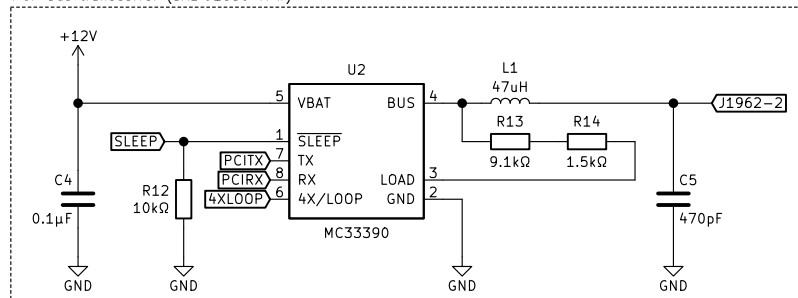 +12V
U2
L1
47uH
5
VBAT
BUS
4
J1962-2
R13
R14
SLEEP
1
SLEEP
9.1kΩ
1.5kΩ
PCITX
7
TX
C4
PCIRX
8
RX
LOAD
3
C5
R12
10kΩ
4XLOOP
6
4X/LOOP
GND
2
0.1µF
470pF
MC33390
GND
GND
GND
GND